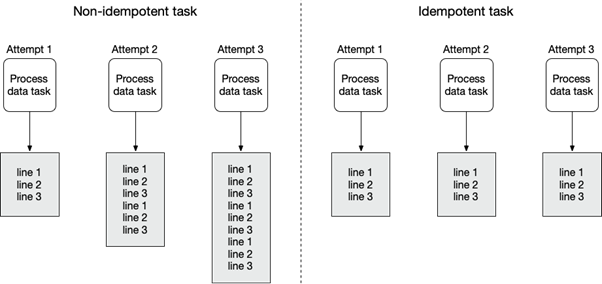 Non-idempotent task
Attempt 1
Process
data task
line 1
line 2
line 3
Attempt 2
Process
data task
line 1
line 2
line 3
line 1
line 2
line 3
Attempt 3
Process
data task
line 1
line 2
line 3
line 1
line 2
line 3
line 1
line 2
line 3
Idempotent task
Attempt 1
Process
data task
line 1
line 2
line 3
Attempt 2
Process
data task
line 1
line 2
line 3
Attempt 3
Process
data task
line 1
line 2
line 3